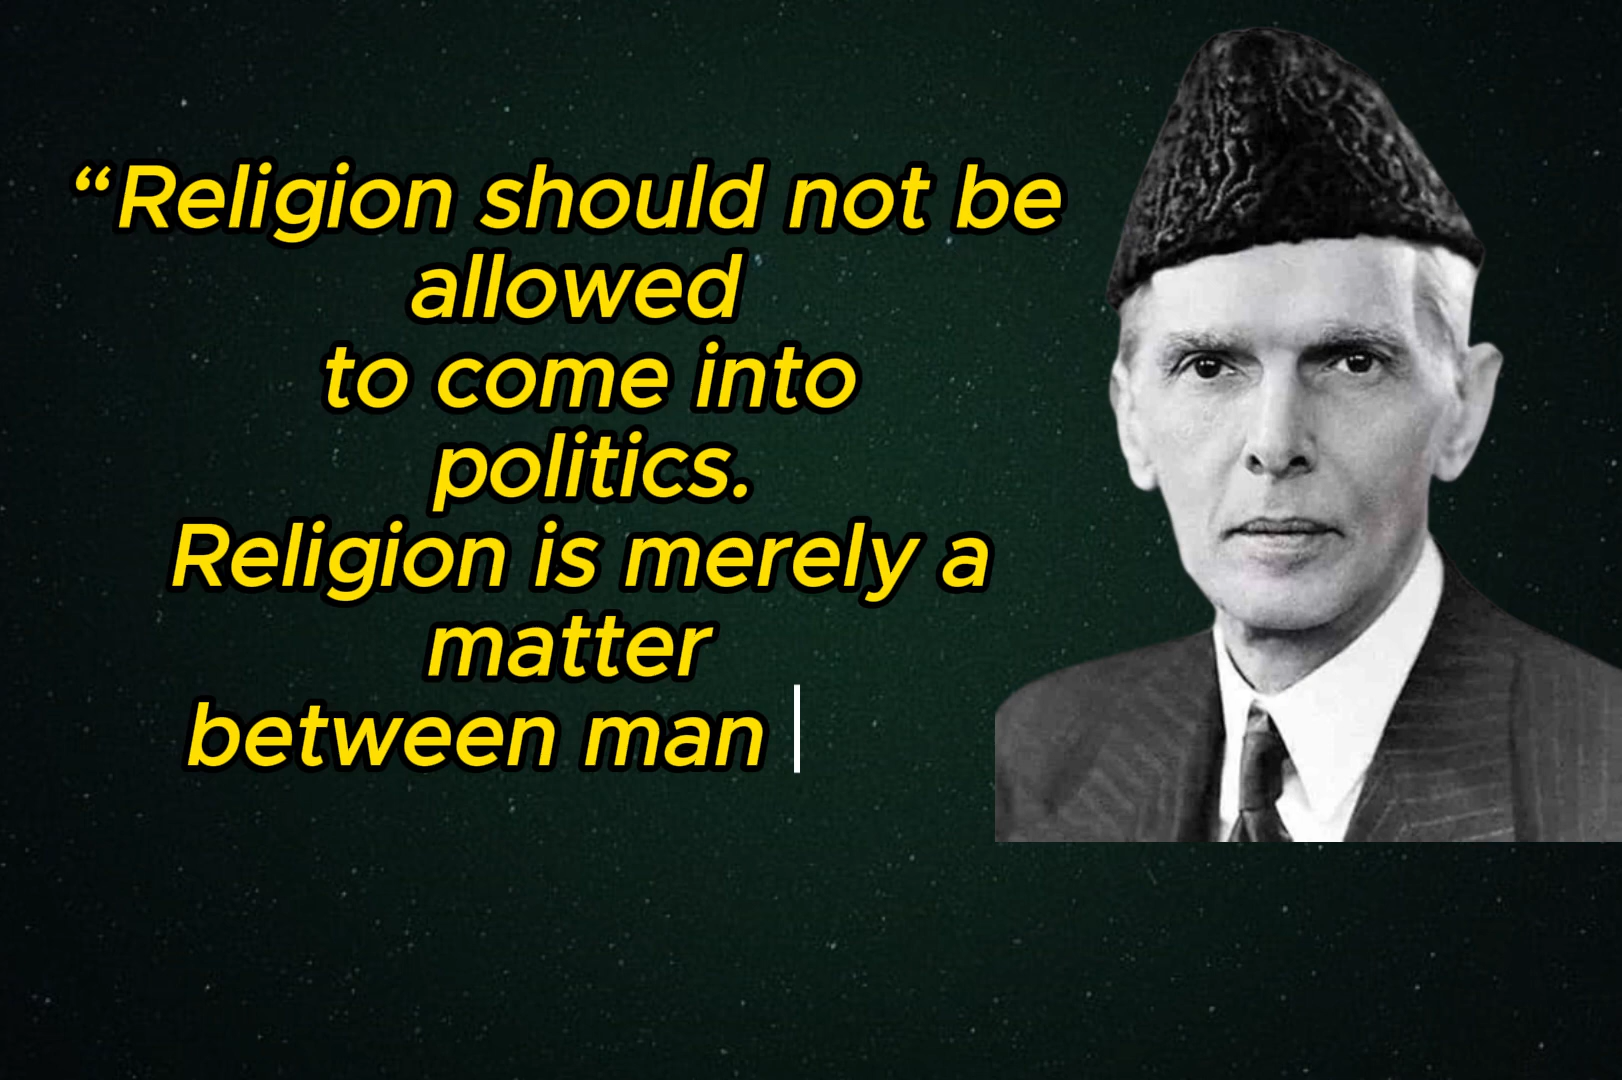 “Religion should not be
allowed
to come into
politics.
Religion is merely a
matter
between man